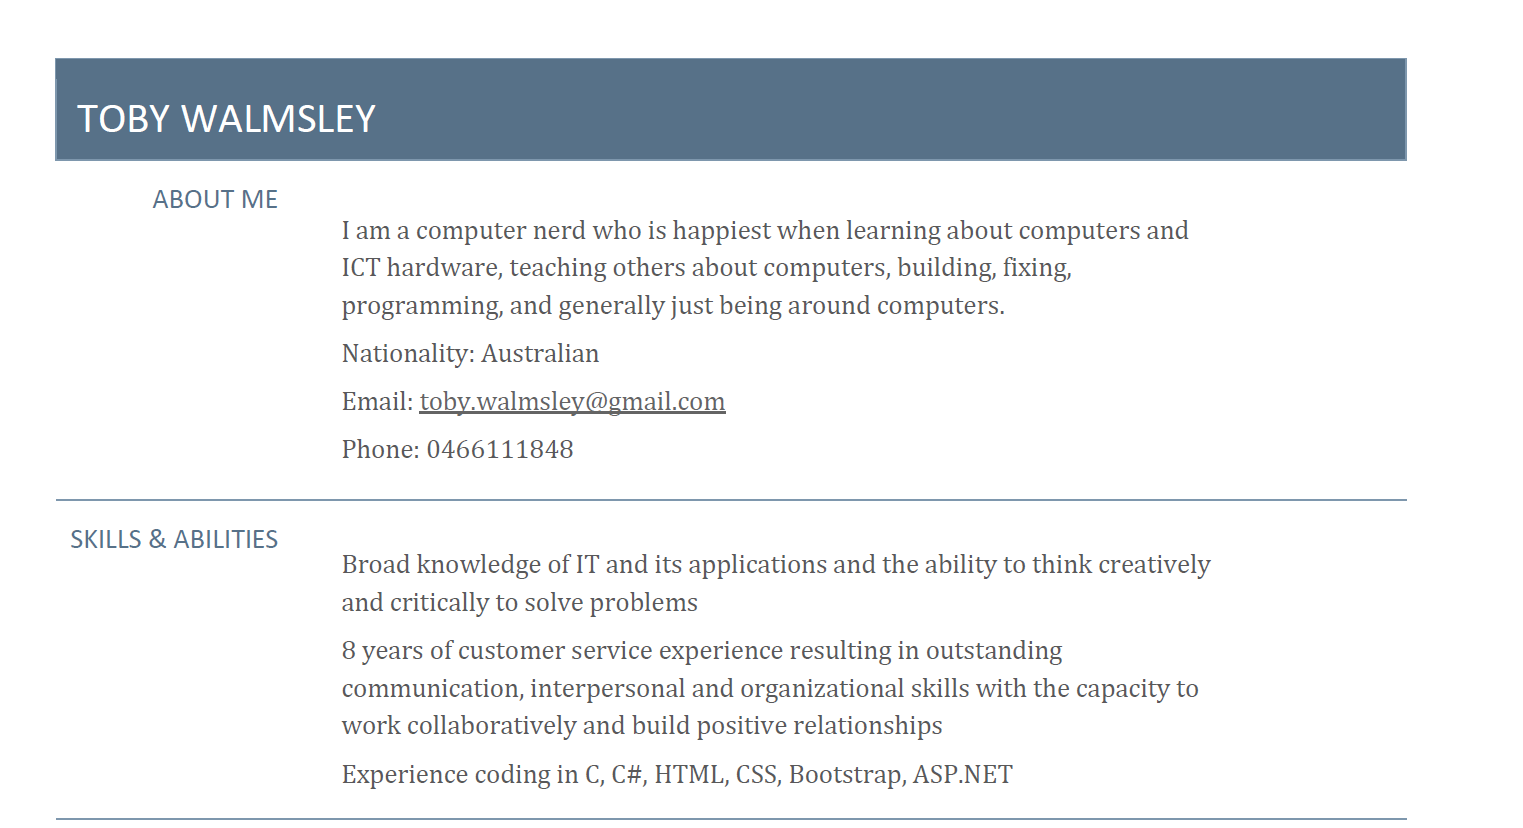 TOBY WALMSLEY
ABOUT ME
I am a computer nerd who is happiest when learning about computers and
ICT hardware, teaching others about computers, building, fixing,
programming, and generally just being around computers.
Nationality: Australian
Email: toby.walmsley@gmail.com
Phone: 0466111848
SKILLS & ABILITIES
Broad knowledge of IT and its applications and the ability to think creatively
and critically to solve problems
8 years of customer service experience resulting in outstanding
communication, interpersonal and organizational skills with the capacity to
work collaboratively and build positive relationships
Experience coding in C, C#, HTML, CSS, Bootstrap, ASP.NET